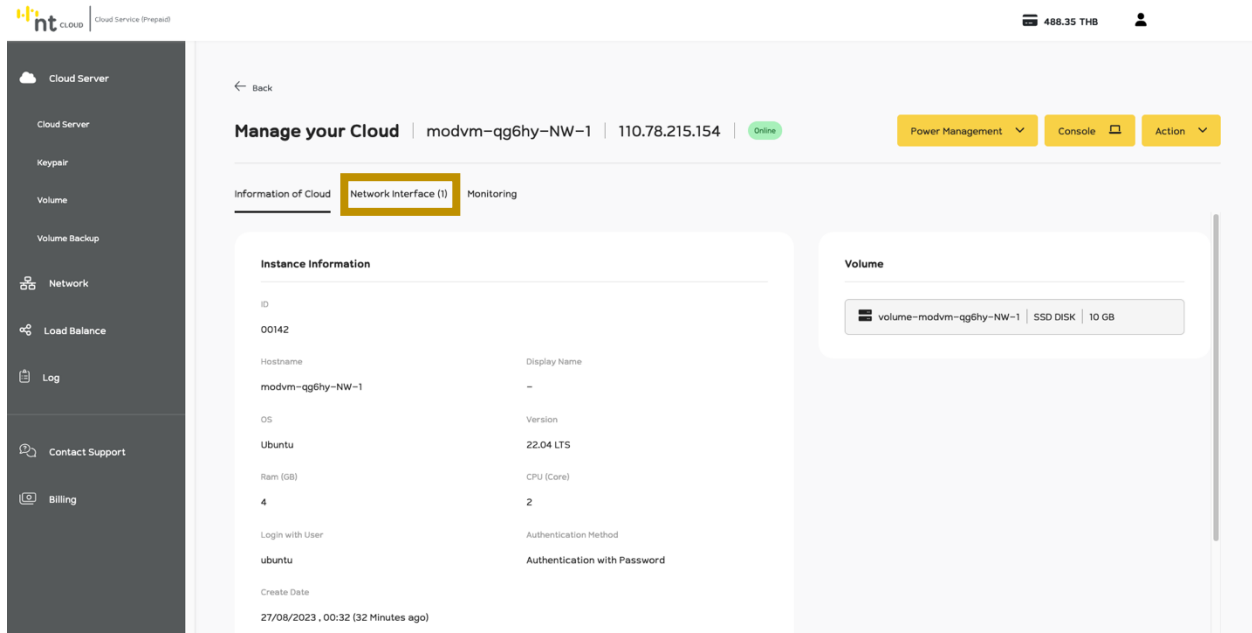 nt CLOUD Cloud Service (Prepaid)
488.35 THB
Cloud Server
Cloud Server
Keypair
Volume
Volume Backup
Network
Load Balance
Log
Contact Support
Billing
Back
Manage your Cloud modvm-qg6hy-NW-1 110.78.215.154 Online
Power Management Console Action
Information of Cloud Network Interface (1) Monitoring
Instance Information
ID
00142
Hostname Display Name
modvm-qg6hy-NW-1 -
OS Version
Ubuntu 22.04 LTS
Ram (GB) CPU (Core)
4 2
Login with User Authentication Method
ubuntu Authentication with Password
Create Date
27/08/2023 , 00:32 (32 Minutes ago)
Volume
volume-modvm-qg6hy-NW-1 SSD DISK 10 GB